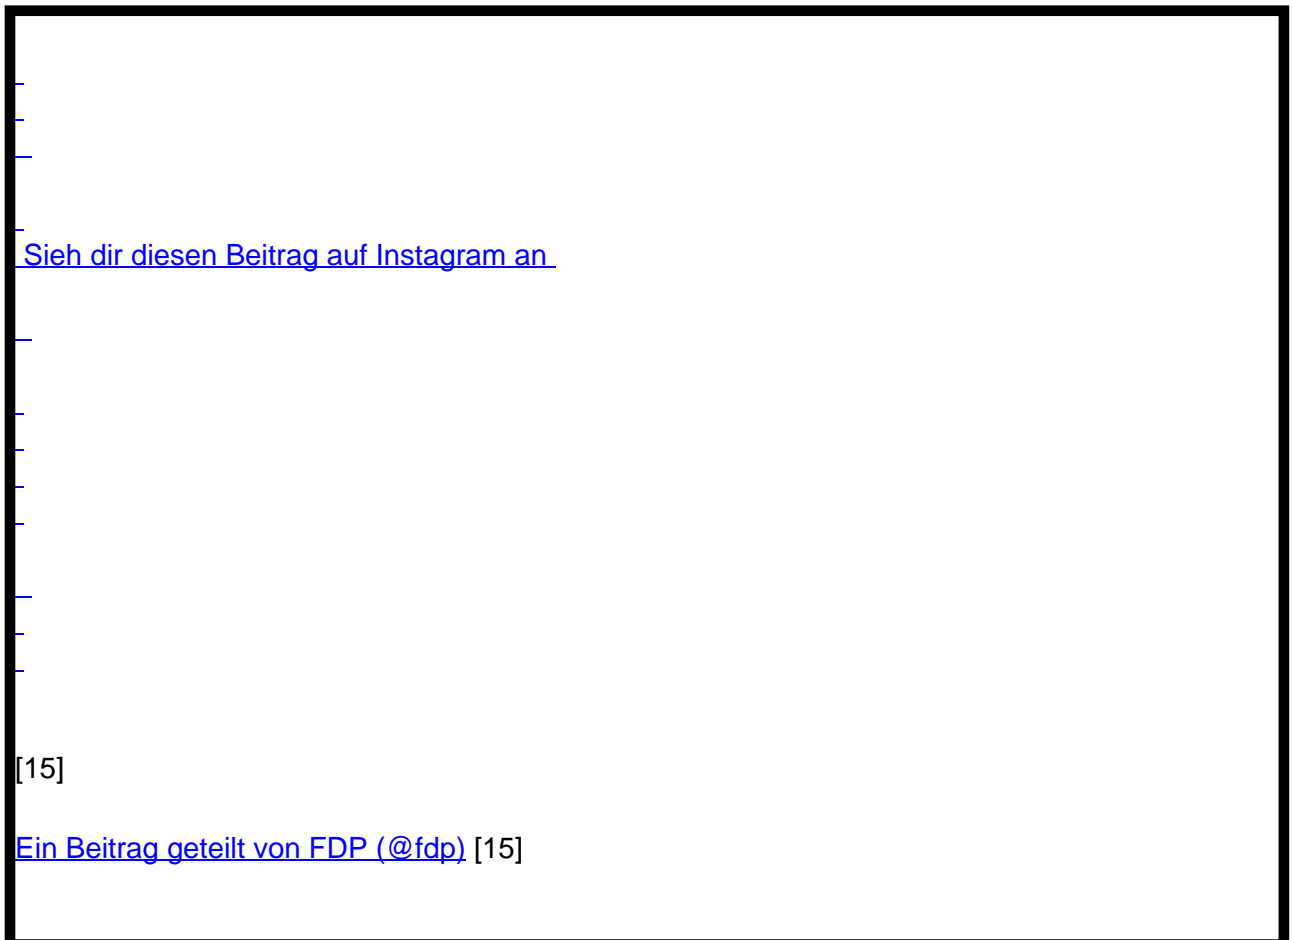 Sieh dir diesen Beitrag auf Instagram an
[15]
Ein Beitrag geteilt von FDP (@fdp) [15]